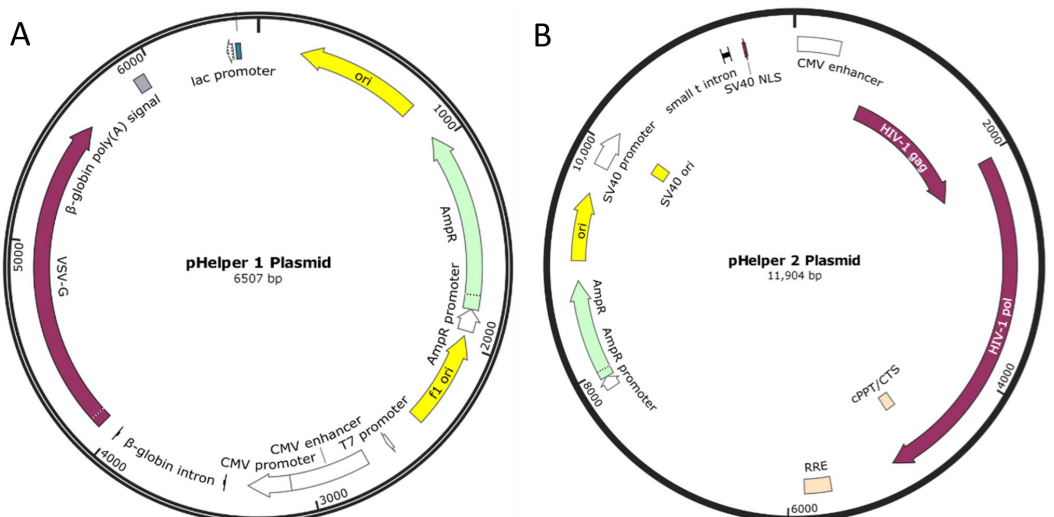 A
lac promoter
ori
1000
AmpR
AmpR promoter
2000
f1 ori
T7 promoter
CMV enhancer
CMV promoter
3000
β-globin intron
4000
VSV-G
5000
β-globin poly(A) signal
6000
pHelper 1 Plasmid
6507 bp
B
CMV enhancer
HIV-1 gag
2000
HIV-1 pol
4000
cPPT/CTS
RRE
6000
8000
AmpR promoter
AmpR
ori
10,000
SV40 promoter
SV40 ori
small t intron
SV40 NLS
pHelper 2 Plasmid
11,904 bp